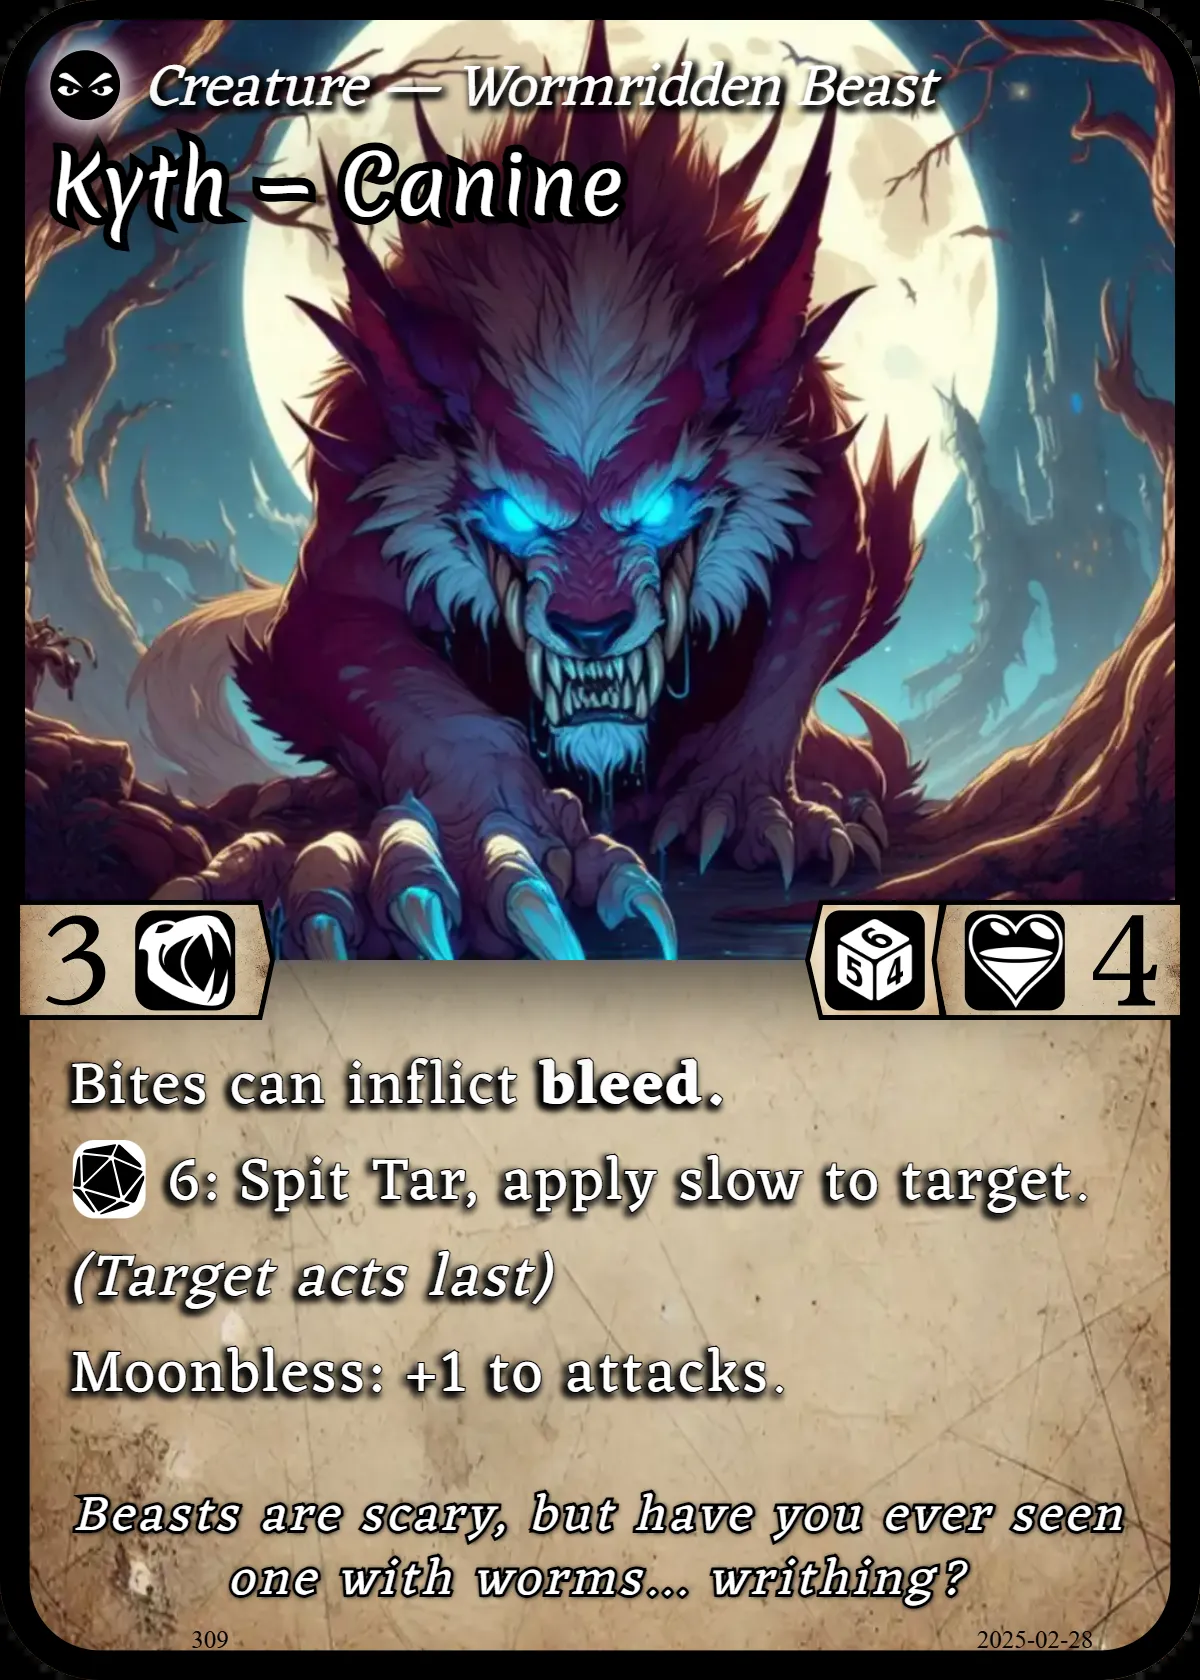 Creature — Wormridden Beast
Kyth = Canine
3
6
5 4
4
Bites can inflict bleed.
6: Spit Tar, apply slow to target.
(Target acts last)
Moonbless: +1 to attacks.
Beasts are scary, but have you ever seen
one with worms... writhing?
309
2025-02-28